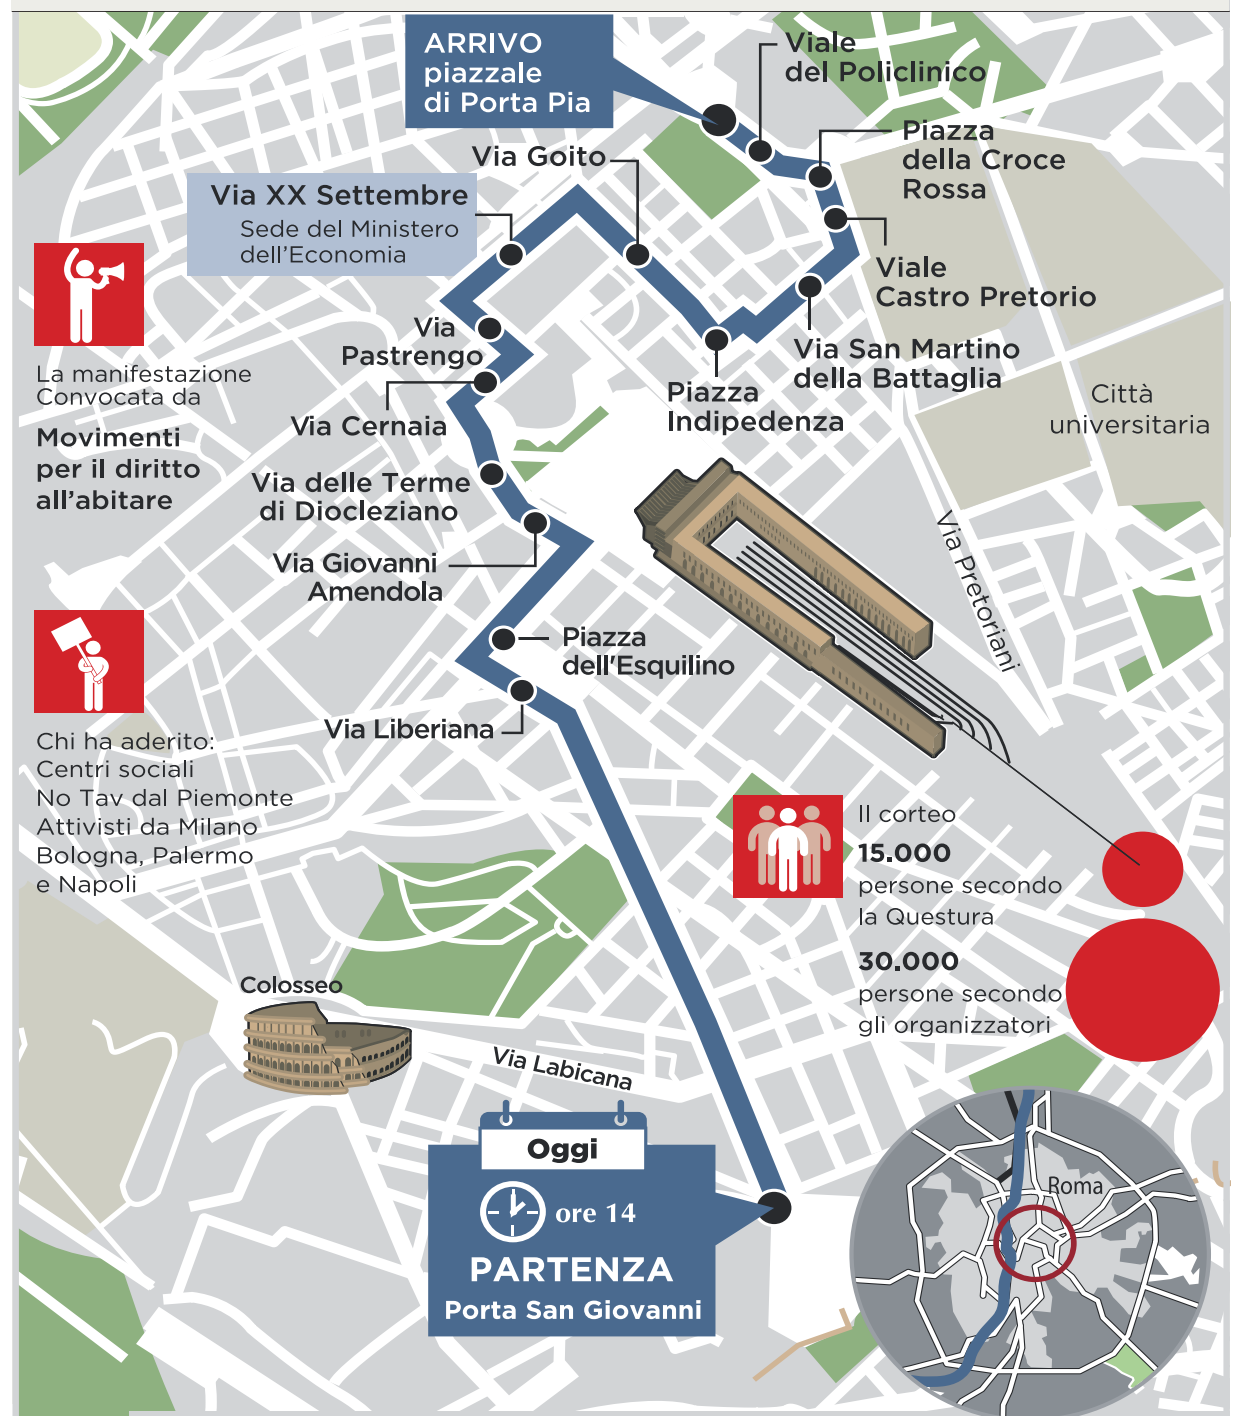 ARRIVO
piazzale
di Porta Pia
Viale
del Policlinico
Piazza
della Croce
Rossa
Via Goito
Via XX Settembre
Sede del Ministero
dell'Economia
Viale
Castro Pretorio
Via
Pastrengo
Via San Martino
della Battaglia
La manifestazione
Convocata da
Movimenti
per il diritto
all'abitare
Piazza
Indipedenza
Città
universitaria
Via Cernaia
Via delle Terme
di Diocleziano
Via Giovanni
Amendola
Via Pretoriani
Piazza
dell'Esquilino
Via Liberiana
Chi ha aderito:
Centri sociali
No Tav dal Piemonte
Attivisti da Milano
Bologna, Palermo
e Napoli
Il corteo
15.000
persone secondo
la Questura
30.000
persone secondo
gli organizzatori
Colosseo
Via Labicana
Oggi
ore 14
PARTENZA
Porta San Giovanni
Roma